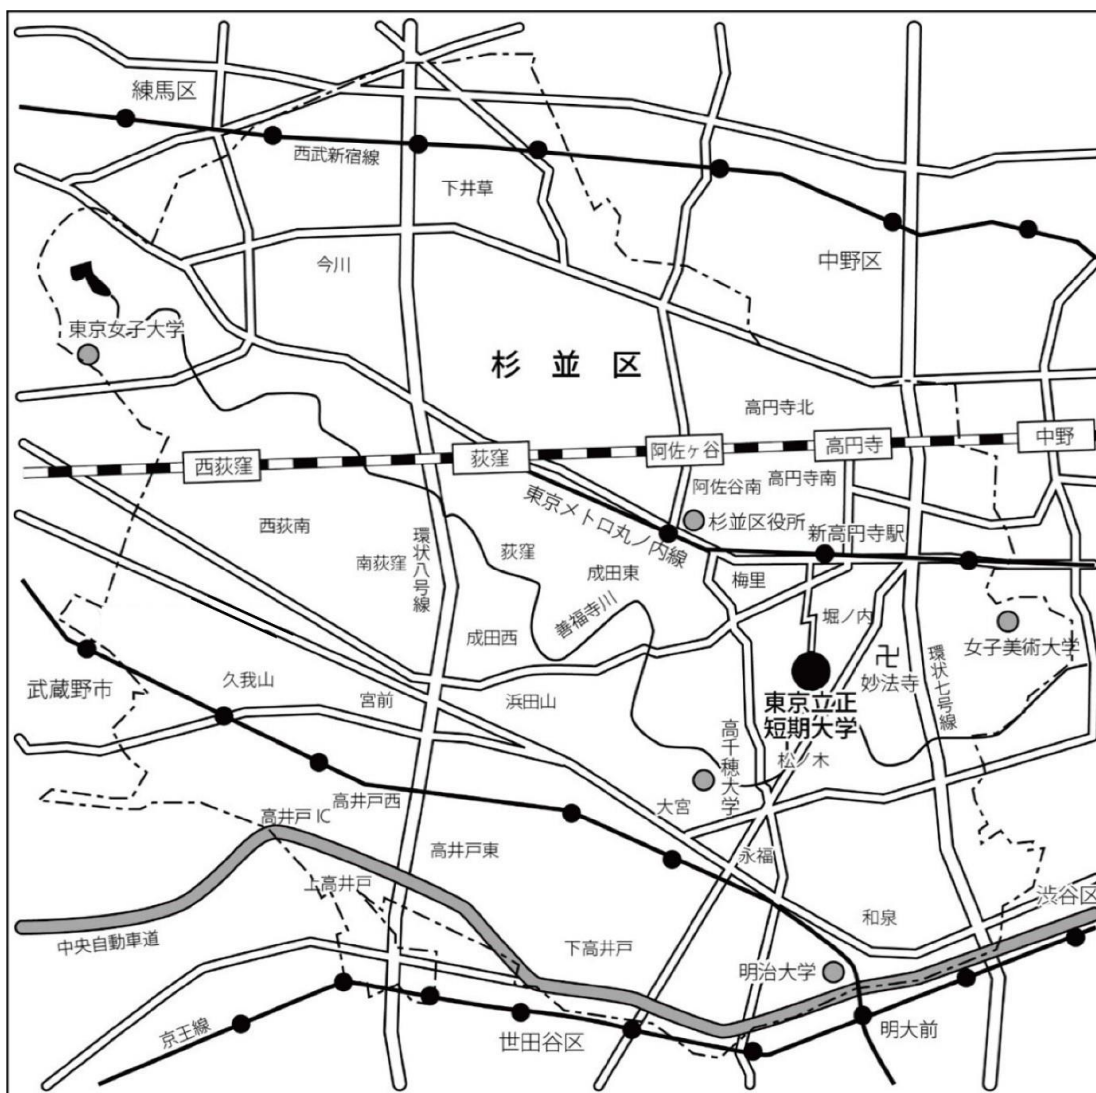 練馬区
西武新宿線
下井草
中野区
今川
東京女子大学
杉並区
高円寺北
西荻窪
荻窪
阿佐ヶ谷
高円寺
中野
阿佐谷南
高円寺南
東京メトロ丸ノ内線
杉並区役所
新高円寺駅
西荻南
南荻窪
環状八号線
荻窪
成田東
梅里
善福寺川
堀ノ内
成田西
卍
妙法寺
環状七号線
女子美術大学
武蔵野市
久我山
宮前
浜田山
東京立正
短期大学
高千穂大学
松ノ木
大宮
高井戸西
高井戸IC
高井戸東
上高井戸
永福
和泉
渋谷区
中央自動車道
下高井戸
明治大学
京王線
世田谷区
明大前